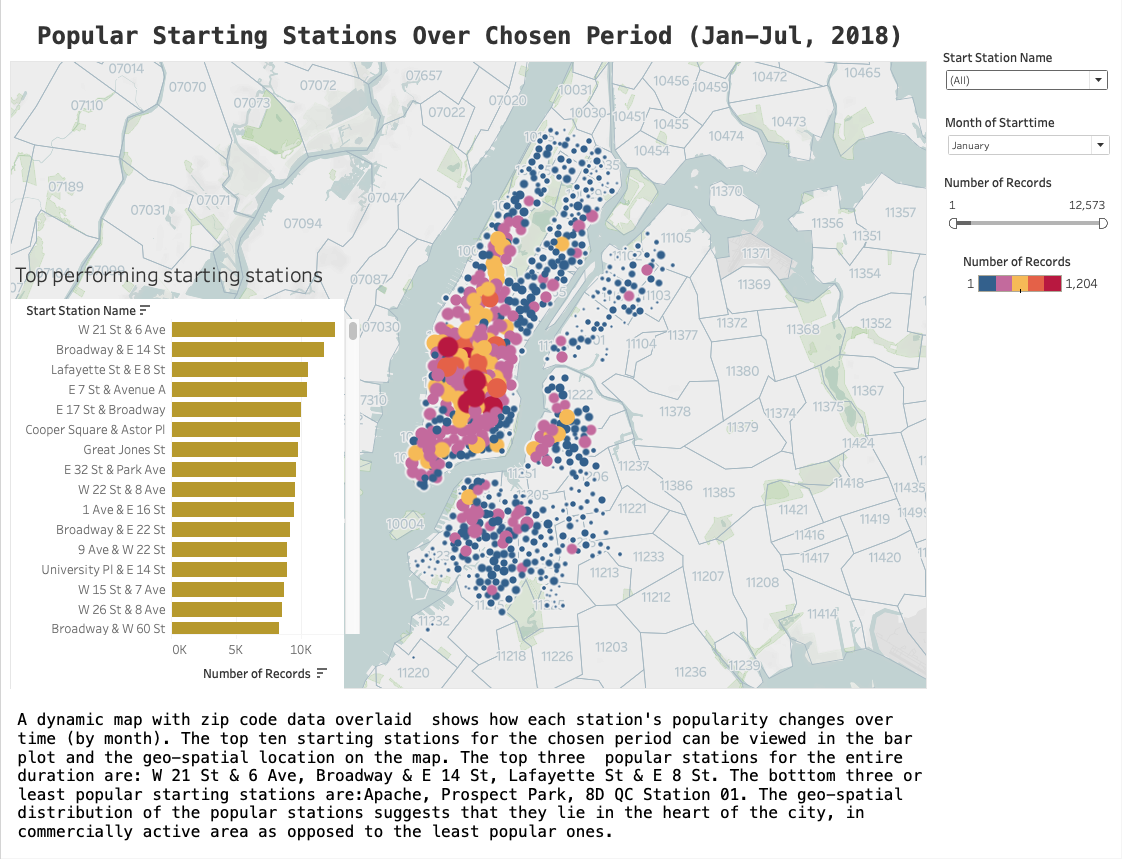 Popular Starting Stations Over Chosen Period (Jan-Jul, 2018)
Start Station Name
(All)
Month of Starttime
January
Number of Records
1 12,573
Number of Records
1 1,204
07014
07070
07072
07657
07110
07073
07020
07022
10031
10030
10451
10456
10459
10472
10465
10455
10474
10473
10454
07189
07031
07071
07047
07094
07087
07030
11370
11105
11371
11369
11356
11357
11351
11354
11103
11104
11377
11372
11368
11352
11380
11378
11374
11375
11367
11379
11424
11237
11386
11385
11418
11435
11421
11419
11416
11417
11420
11221
11233
11207
11208
11213
11212
11414
11203
11218
11226
11236
11239
11220
11232
10004
Top performing starting stations
Start Station Name
W 21 St & 6 Ave
Broadway & E 14 St
Lafayette St & E 8 St
E 7 St & Avenue A
E 17 St & Broadway
Cooper Square & Astor Pl
Great Jones St
E 32 St & Park Ave
W 22 St & 8 Ave
1 Ave & E 16 St
Broadway & E 22 St
9 Ave & W 22 St
University Pl & E 14 St
W 15 St & 7 Ave
W 26 St & 8 Ave
Broadway & W 60 St
0K 5K 10K
Number of Records
A dynamic map with zip code data overlaid  shows how each station's popularity changes over
time (by month). The top ten starting stations for the chosen period can be viewed in the bar
plot and the geo-spatial location on the map. The top three  popular stations for the entire
duration are: W 21 St & 6 Ave, Broadway & E 14 St, Lafayette St & E 8 St. The botttom three or
least popular starting stations are:Apache, Prospect Park, 8D QC Station 01. The geo-spatial
distribution of the popular stations suggests that they lie in the heart of the city, in
commercially active area as opposed to the least popular ones.